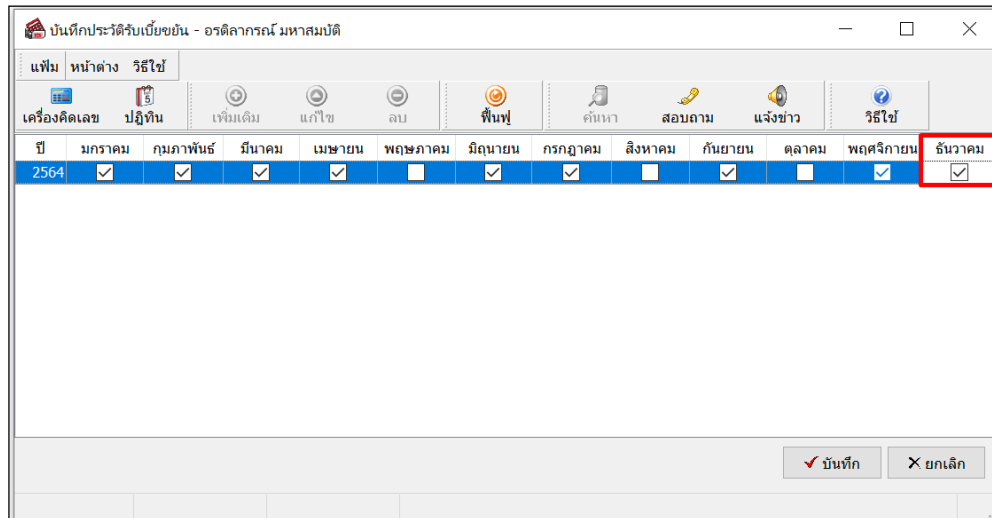 บันทึกประวัติรับเบี้ยขยัน - อรติลากรณ์ มหาสมบัติ
แฟ้ม หน้าต่าง วิธีใช้
เครื่องคิดเลข ปฏิทิน เพิ่มเติม แก้ไข ลบ ฟื้นฟู ค้นหา สอบถาม แจ้งข่าว วิธีใช้
ปี มกราคม กุมภาพันธ์ มีนาคม เมษายน พฤษภาคม มิถุนายน กรกฎาคม สิงหาคม กันยายน ตุลาคม พฤศจิกายน ธันวาคม
2564
บันทึก ยกเลิก